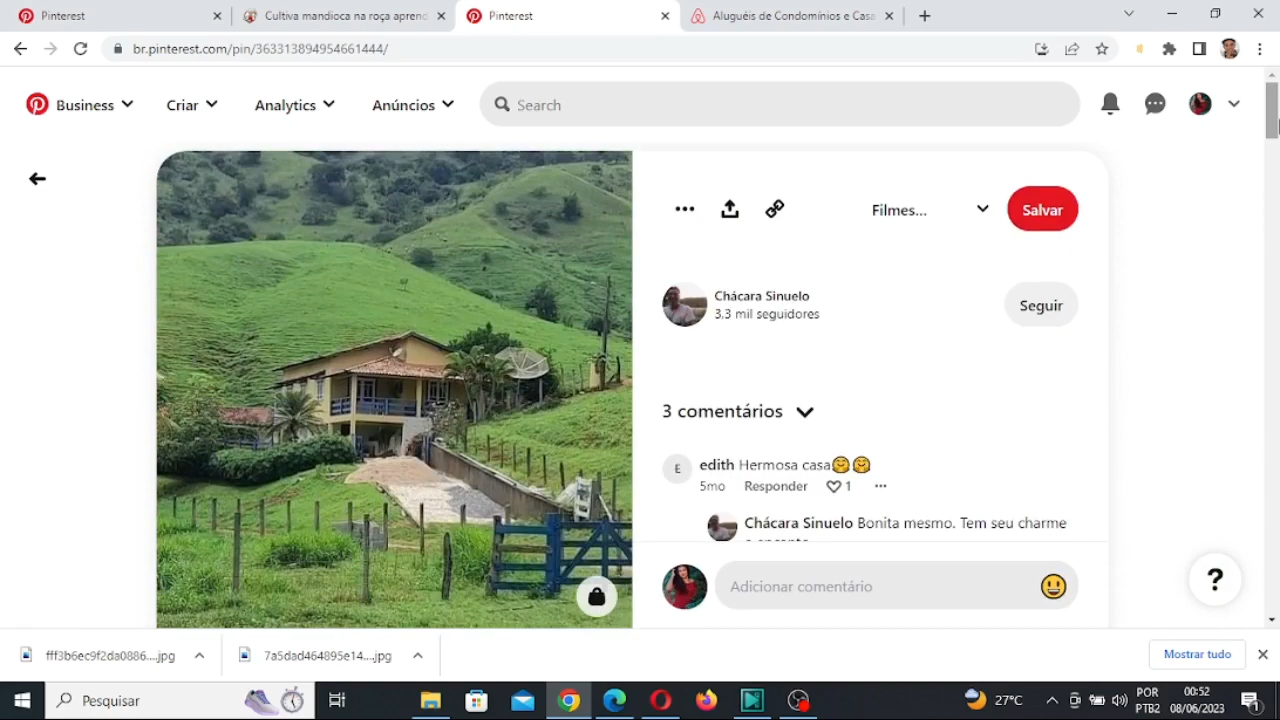 Pinterest
Cultiva mandioca na roça aprend
Pinterest
Aluguéis de Condomínios e Casa
br.pinterest.com/pin/363313894954661444/
Business
Criar
Analytics
Anúncios
Search
Filmes...
Salvar
Chácara Sinuelo
3,3 mil seguidores
Seguir
3 comentários
E
edith Hermosa casa🤗🤗
5mo Responder 1 ...
Chácara Sinuelo Bonita mesmo. Tem seu charme
Adicionar comentário
?
fff3b6ec9f2da0886....jpg
7a5dad464895e14....jpg
Mostrar tudo
Pesquisar
27°C
POR
PTB2
00:52
08/06/2023
1